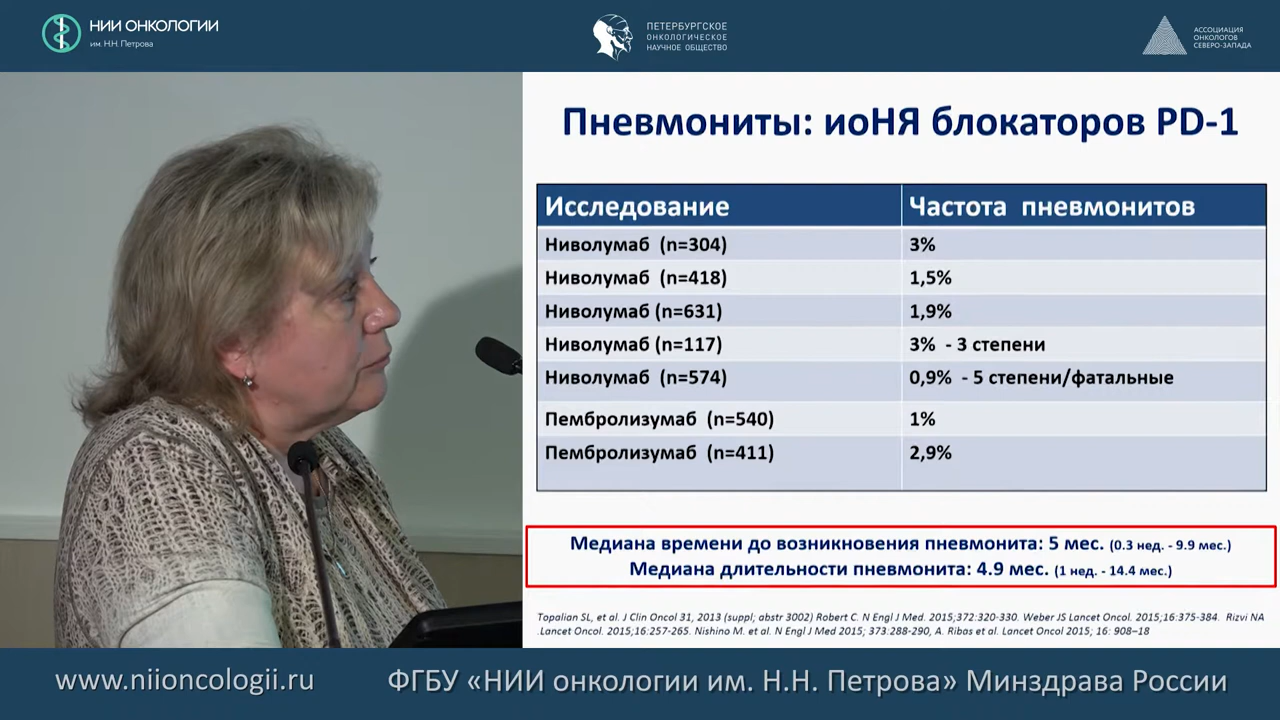 НИИ ОНКОЛОГИИ
им. Н.Н. Петрова
ПЕТЕРБУРГСКОЕ
ОНКОЛОГИЧЕСКОЕ
НАУЧНОЕ ОБЩЕСТВО
АССОЦИАЦИЯ
ОНКОЛОГОВ
СЕВЕРО-ЗАПАДА
Пневмониты: иоНЯ блокаторов PD-1
Исследование Частота пневмонитов
Ниволумаб (n=304) 3%
Ниволумаб (n=418) 1,5%
Ниволумаб (n=631) 1,9%
Ниволумаб (n=117) 3% - 3 степени
Ниволумаб (n=574) 0,9% - 5 степени/фатальные
Пембролизумаб (n=540) 1%
Пембролизумаб (n=411) 2,9%
Медиана времени до возникновения пневмонита: 5 мес. (0.3 нед. - 9.9 мес.)
Медиана длительности пневмонита: 4.9 мес. (1 нед. - 14.4 мес.)
Topalian SL, et al. J Clin Oncol 31, 2013 (suppl; abstr 3002) Robert C. N Engl J Med. 2015;372:320-330. Weber JS Lancet Oncol. 2015;16:375-384. Rizvi NA
.Lancet Oncol. 2015;16:257-265. Nishino M. et al. N Engl J Med 2015; 373:288-290, A. Ribas et al. Lancet Oncol 2015; 16: 908–18
www.niioncologii.ru ФГБУ «НИИ онкологии им. Н.Н. Петрова» Минздрава России